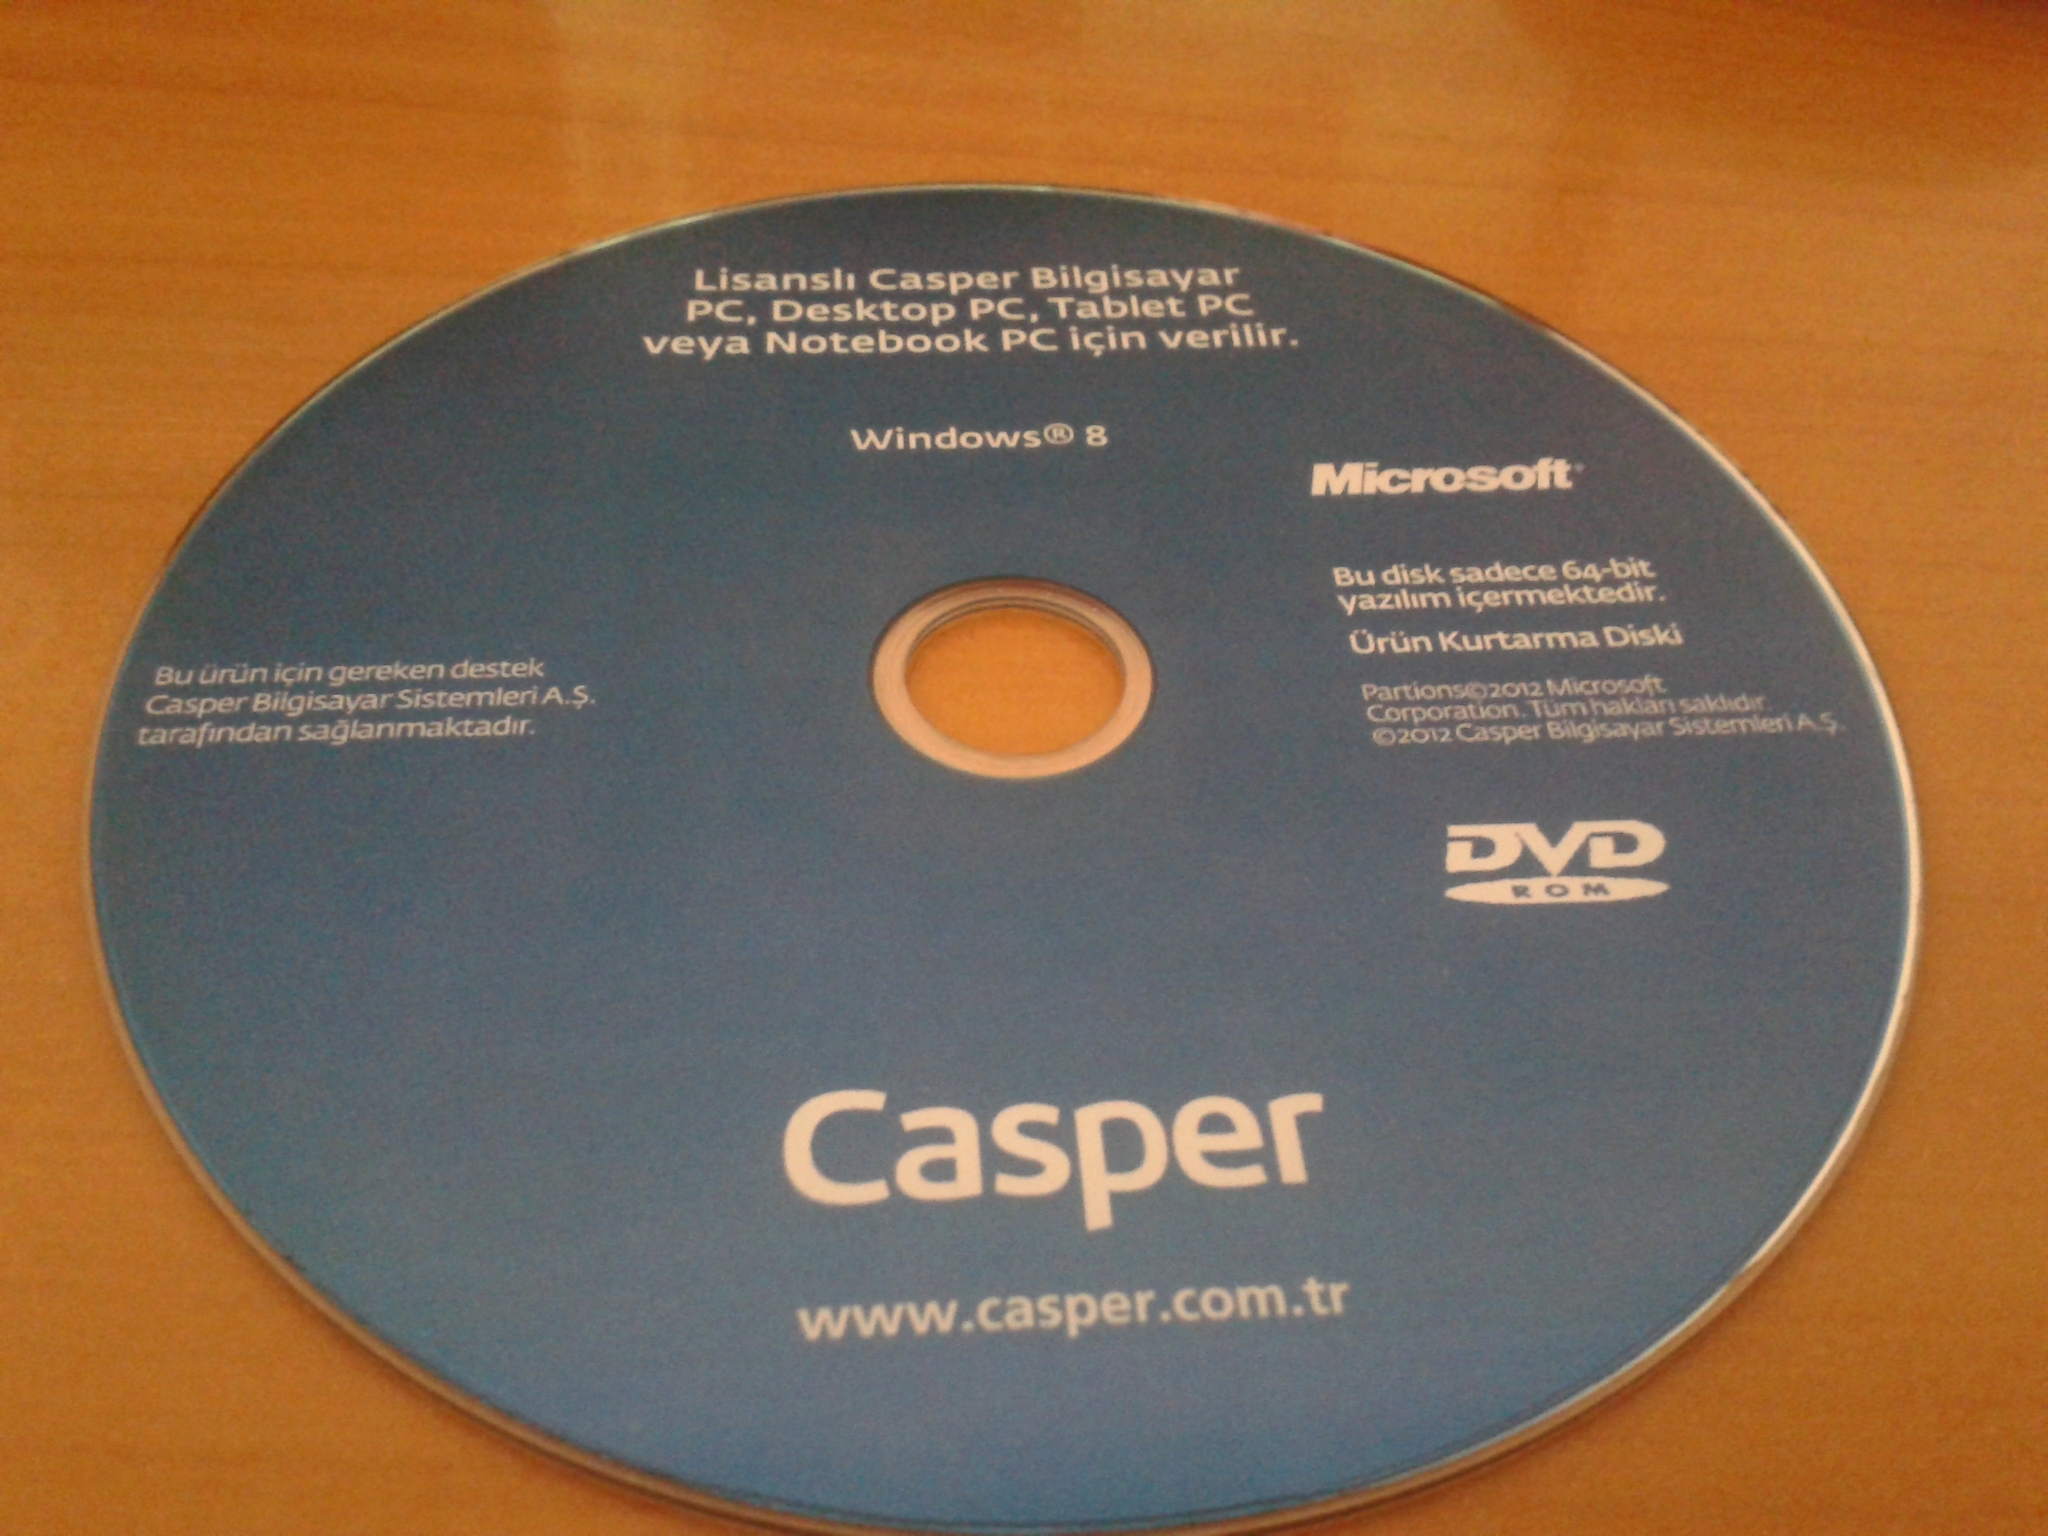 Lisanslı Casper Bilgisayar
PC, Desktop PC, Tablet PC
veya Notebook PC için verilir.
Windows® 8
Microsoft
Bu disk sadece 64-bit
yazılım içermektedir.
Ürün Kurtarma Diski
Partions©2012 Microsoft
Corporation. Tüm hakları saklıdır.
©2012 Casper Bilgisayar Sistemleri A.Ş.
Bu ürün için gereken destek
Casper Bilgisayar Sistemleri A.Ş.
tarafından sağlanmaktadır.
DVD
ROM
Casper
www.casper.com.tr